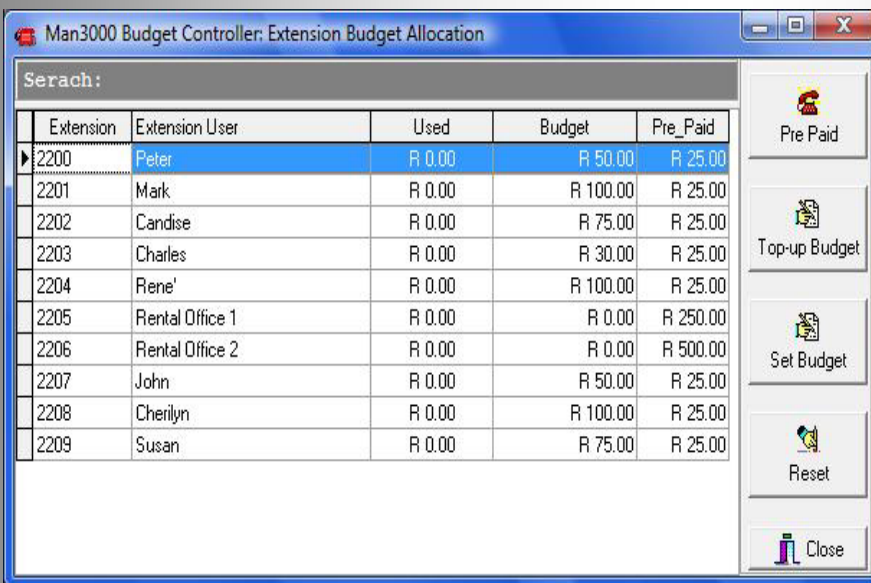 Man3000 Budget Controller: Extension Budget Allocation
Serach:
Extension Extension User Used Budget Pre_Paid
2200 Peter R 0.00 R 50.00 R 25.00
2201 Mark R 0.00 R 100.00 R 25.00
2202 Candise R 0.00 R 75.00 R 25.00
2203 Charles R 0.00 R 30.00 R 25.00
2204 Rene' R 0.00 R 100.00 R 25.00
2205 Rental Office 1 R 0.00 R 0.00 R 250.00
2206 Rental Office 2 R 0.00 R 0.00 R 500.00
2207 John R 0.00 R 50.00 R 25.00
2208 Cherilyn R 0.00 R 100.00 R 25.00
2209 Susan R 0.00 R 75.00 R 25.00
Pre Paid
Top-up Budget
Set Budget
Reset
Close